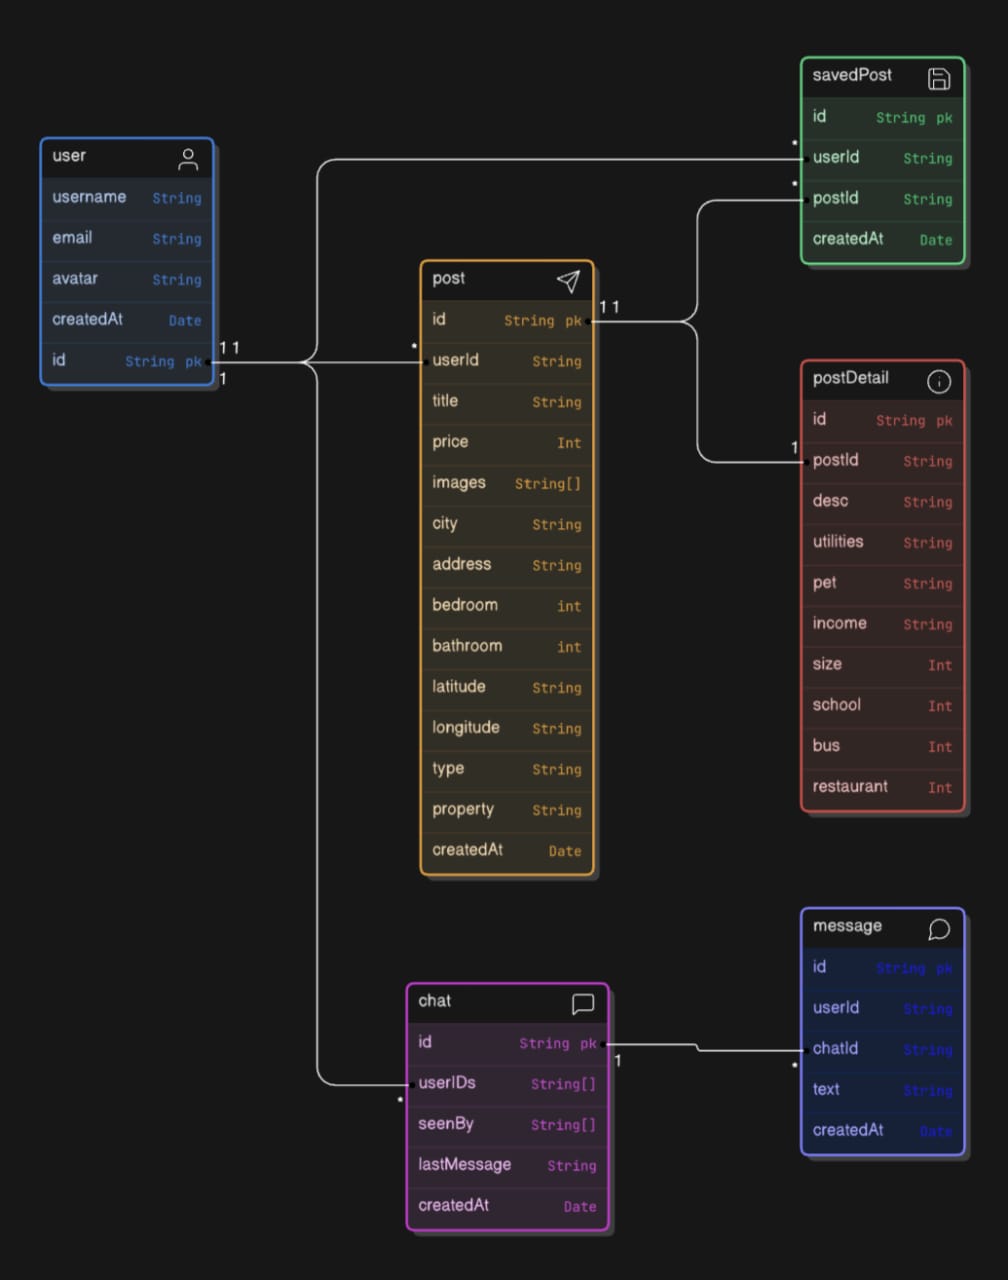 savedPost
id String pk
* userId String
* postId String
createdAt Date
user
username String
email String
avatar String
createdAt Date
id String pk 1 1
1
post
id String pk 1 1
* userId String
title String
price Int
images String[]
city String
address String
bedroom int
bathroom int
latitude String
longitude String
type String
property String
createdAt Date
postDetail
id String pk
1 postId String
desc String
utilities String
pet String
income String
size Int
school Int
bus Int
restaurant Int
chat
id String pk
1
userIDs String[]
*
seenBy String[]
lastMessage String
createdAt Date
message
id String pk
userId String
chatId String
*
text String
createdAt Date